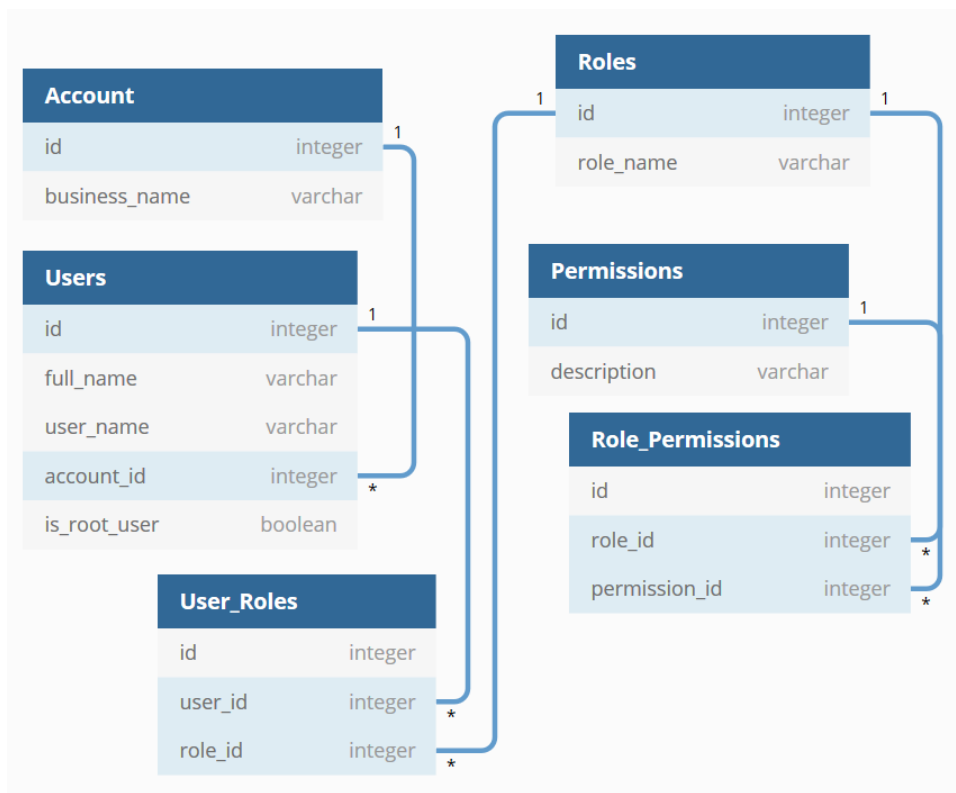 Account
id integer 1
business_name varchar
Users
id integer 1
full_name varchar
user_name varchar
account_id integer *
is_root_user boolean
User_Roles
id integer
user_id integer *
role_id integer *
Roles
1 id integer 1
role_name varchar
Permissions
id integer 1
description varchar
Role_Permissions
id integer
role_id integer *
permission_id integer *